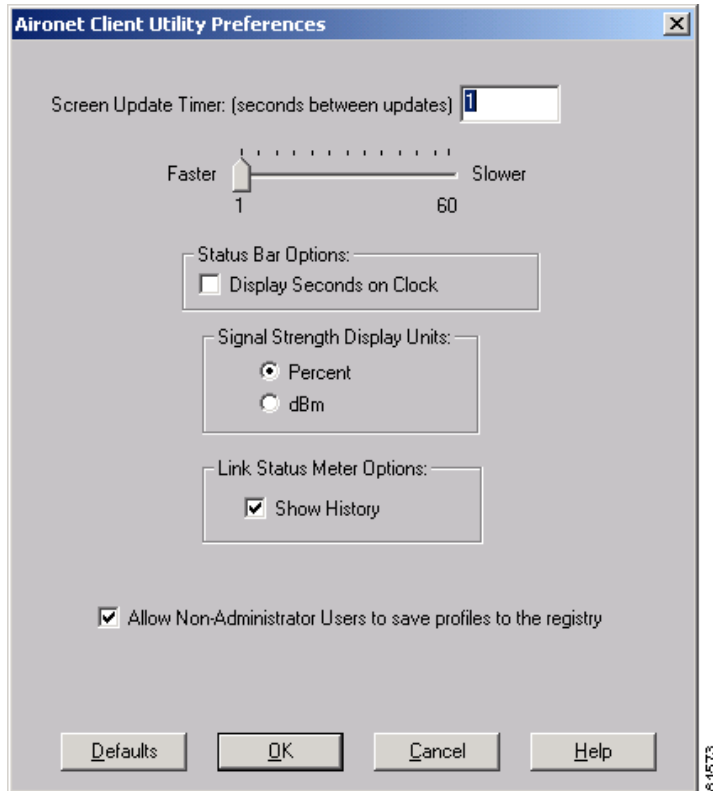 Aironet Client Utility Preferences
Screen Update Timer: (seconds between updates) 1
Faster Slower
1 60
Status Bar Options:
Display Seconds on Clock
Signal Strength Display Units:
Percent
dBm
Link Status Meter Options:
Show History
Allow Non-Administrator Users to save profiles to the registry
Defaults OK Cancel Help
61573